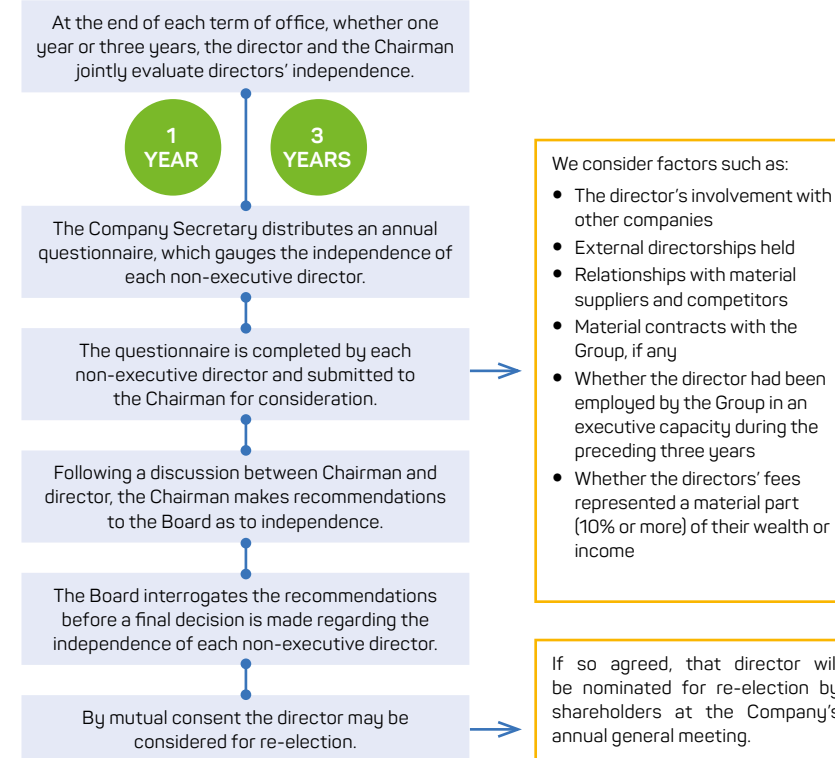 At the end of each term of office, whether one
year or three years, the director and the Chairman
jointly evaluate directors' independence.
1
YEAR
3
YEARS
The Company Secretary distributes an annual
questionnaire, which gauges the independence of
each non-executive director.
The questionnaire is completed by each
non-executive director and submitted to
the Chairman for consideration.
Following a discussion between Chairman and
director, the Chairman makes recommendations
to the Board as to independence.
The Board interrogates the recommendations
before a final decision is made regarding the
independence of each non-executive director.
By mutual consent the director may be
considered for re-election.
We consider factors such as:
• The director's involvement with
other companies
• External directorships held
• Relationships with material
suppliers and competitors
• Material contracts with the
Group, if any
• Whether the director had been
employed by the Group in an
executive capacity during the
preceding three years
• Whether the directors' fees
represented a material part
(10% or more) of their wealth or
income
If so agreed, that director will
be nominated for re-election by
shareholders at the Company's
annual general meeting.